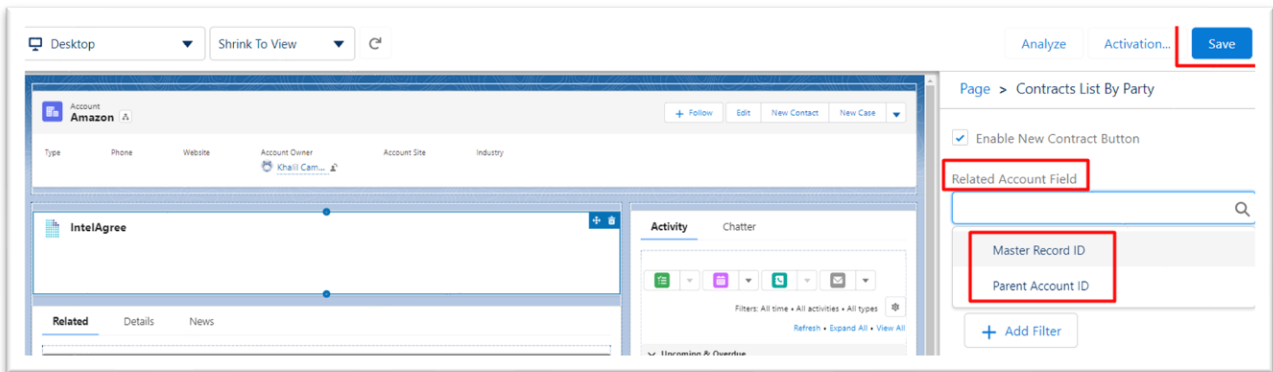 Desktop
Shrink To View
Analyze
Activation...
Save
Account
Amazon
+ Follow
Edit
New Contact
New Case
Type
Phone
Website
Account Owner
Account Site
Industry
Khalil Cam...
IntelAgree
Related
Details
News
Activity
Chatter
Filters: All time • All activities • All types
Refresh • Expand All • View All
Upcoming & Overdue
Page > Contracts List By Party
Enable New Contract Button
Related Account Field
Master Record ID
Parent Account ID
+ Add Filter